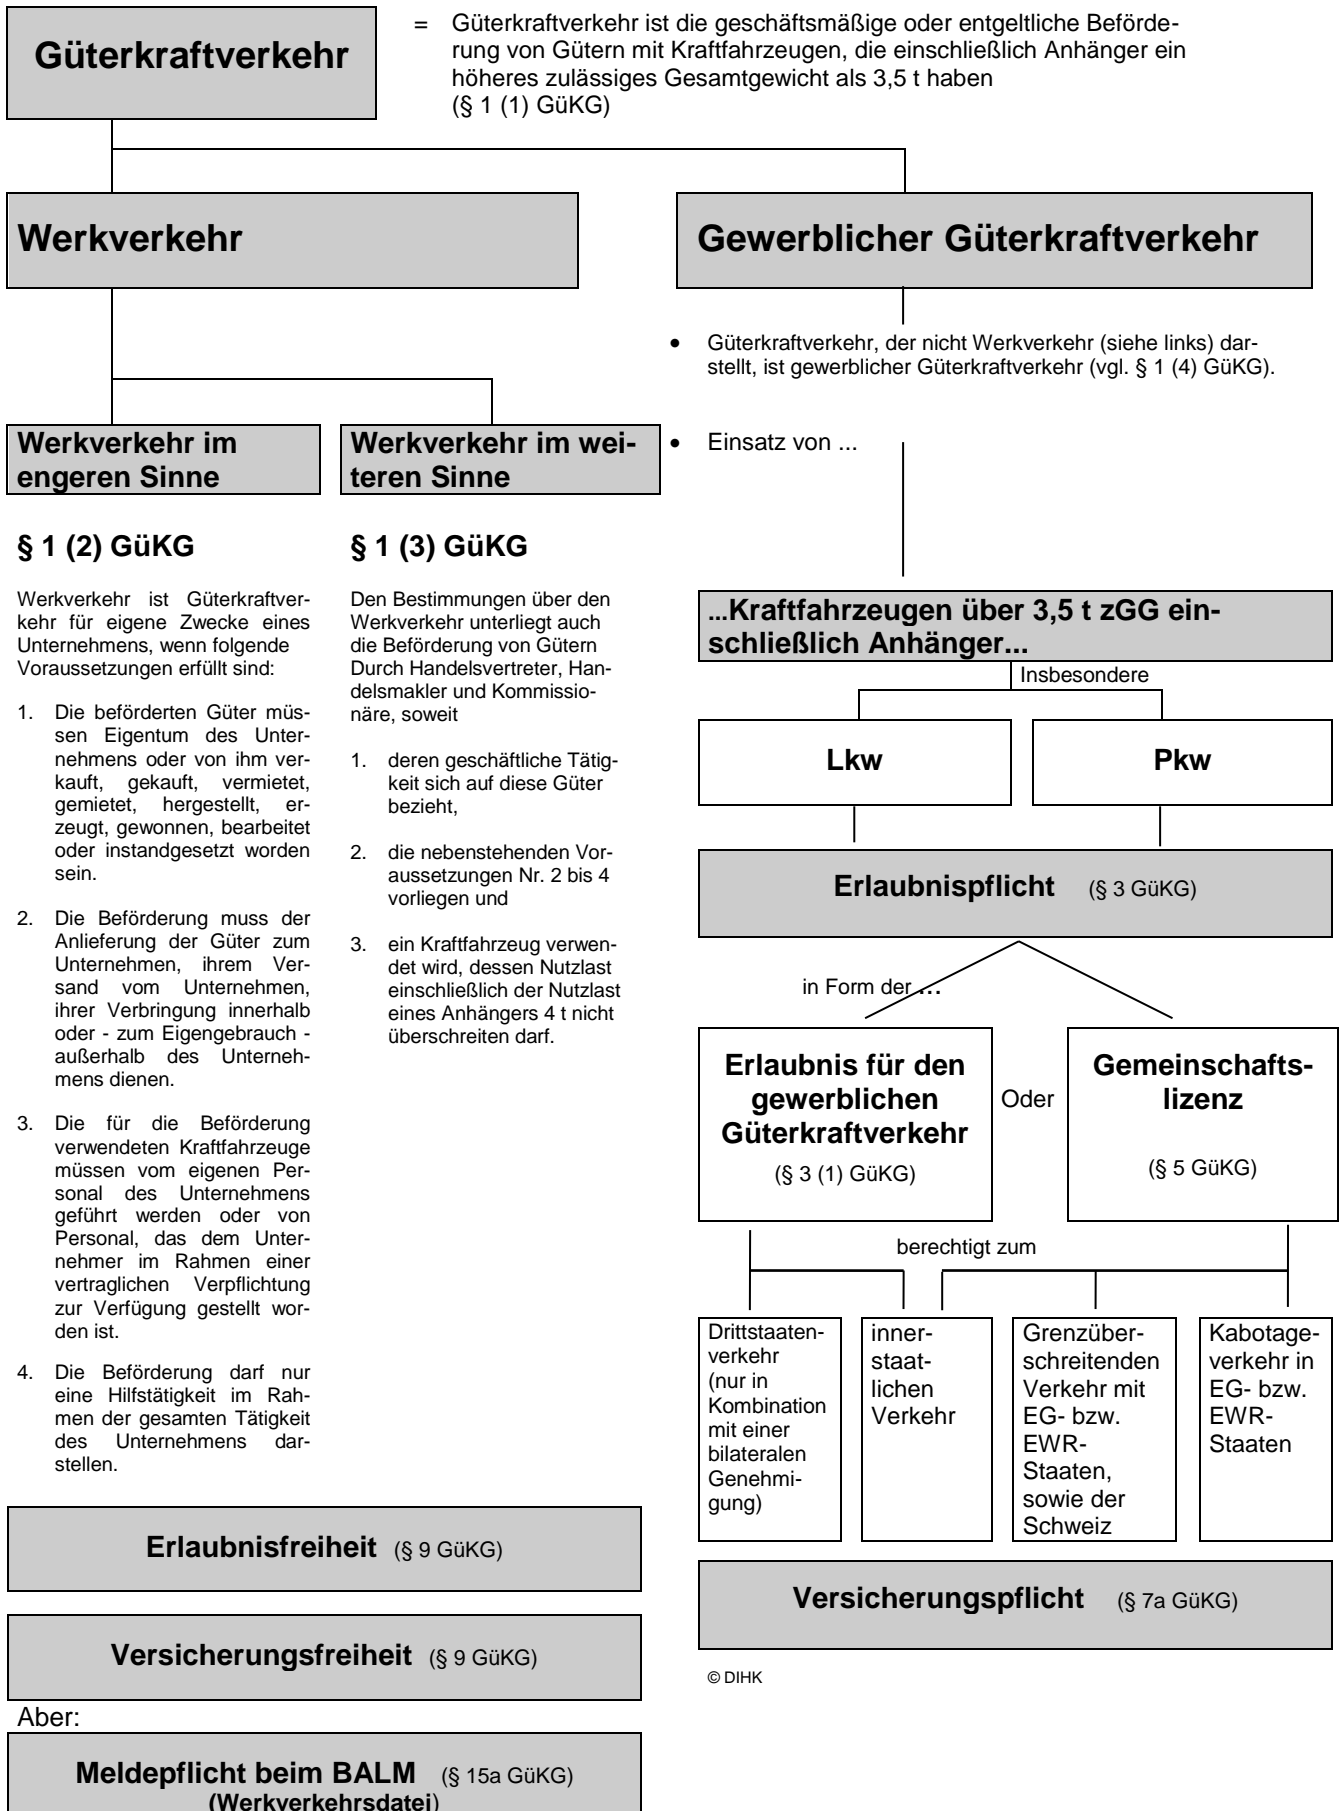 Güterkraftverkehr
= Güterkraftverkehr ist die geschäftsmäßige oder entgeltliche Beförde-
rung von Gütern mit Kraftfahrzeugen, die einschließlich Anhänger ein
höheres zulässiges Gesamtgewicht als 3,5 t haben
(§ 1 (1) GüKG)
Werkverkehr
Werkverkehr im
engeren Sinne
§ 1 (2) GüKG
Werkverkehr ist Güterkraftver-
kehr für eigene Zwecke eines
Unternehmens, wenn folgende
Voraussetzungen erfüllt sind:
1. Die beförderten Güter müs-
sen Eigentum des Unter-
nehmens oder von ihm ver-
kauft, gekauft, vermietet,
gemietet, hergestellt, er-
zeugt, gewonnen, bearbeitet
oder instandgesetzt worden
sein.
2. Die Beförderung muss der
Anlieferung der Güter zum
Unternehmen, ihrem Ver-
sand vom Unternehmen,
ihrer Verbringung innerhalb
oder - zum Eigengebrauch -
außerhalb des Unterneh-
mens dienen.
3. Die für die Beförderung
verwendeten Kraftfahrzeuge
müssen vom eigenen Per-
sonal des Unternehmens
geführt werden oder von
Personal, das dem Unter-
nehmer im Rahmen einer
vertraglichen Verpflichtung
zur Verfügung gestellt wor-
den ist.
4. Die Beförderung darf nur
eine Hilfstätigkeit im Rah-
men der gesamten Tätigkeit
des Unternehmens dar-
stellen.
Werkverkehr im wei-
teren Sinne
§ 1 (3) GüKG
Den Bestimmungen über den
Werkverkehr unterliegt auch
die Beförderung von Gütern
Durch Handelsvertreter, Han-
delsmakler und Kommissio-
näre, soweit
1. deren geschäftliche Tätig-
keit sich auf diese Güter
bezieht,
2. die nebenstehenden Vor-
aussetzungen Nr. 2 bis 4
vorliegen und
3. ein Kraftfahrzeug verwen-
det wird, dessen Nutzlast
einschließlich der Nutzlast
eines Anhängers 4 t nicht
überschreiten darf.
Erlaubnisfreiheit (§ 9 GüKG)
Versicherungsfreiheit (§ 9 GüKG)
Aber:
Meldepflicht beim BALM (§ 15a GüKG)
(Werkverkehrsdatei)
Gewerblicher Güterkraftverkehr
• Güterkraftverkehr, der nicht Werkverkehr (siehe links) dar-
stellt, ist gewerblicher Güterkraftverkehr (vgl. § 1 (4) GüKG).
• Einsatz von ...
...Kraftfahrzeugen über 3,5 t zGG ein-
schließlich Anhänger...
Insbesondere
Lkw
Pkw
Erlaubnispflicht (§ 3 GüKG)
in Form der ...
Erlaubnis für den
gewerblichen
Güterkraftverkehr
(§ 3 (1) GüKG)
Oder
Gemeinschafts-
lizenz
(§ 5 GüKG)
berechtigt zum
Drittstaaten-
verkehr
(nur in
Kombination
mit einer
bilateralen
Genehmi-
gung)
inner-
staat-
lichen
Verkehr
Grenzüber-
schreitenden
Verkehr mit
EG- bzw.
EWR-
Staaten,
sowie der
Schweiz
Kabotage-
verkehr in
EG- bzw.
EWR-
Staaten
Versicherungspflicht (§ 7a GüKG)
© DIHK